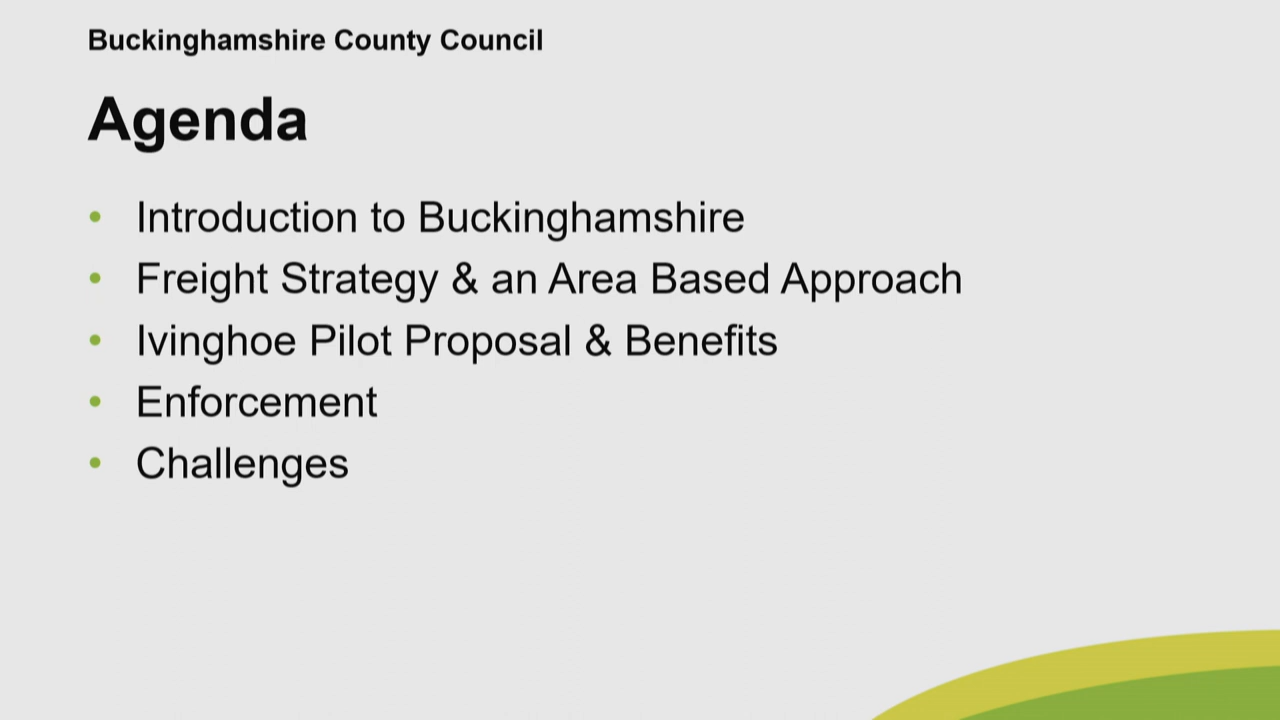 Buckinghamshire County Council
Agenda
• Introduction to Buckinghamshire
• Freight Strategy & an Area Based Approach
• Ivinghoe Pilot Proposal & Benefits
• Enforcement
• Challenges